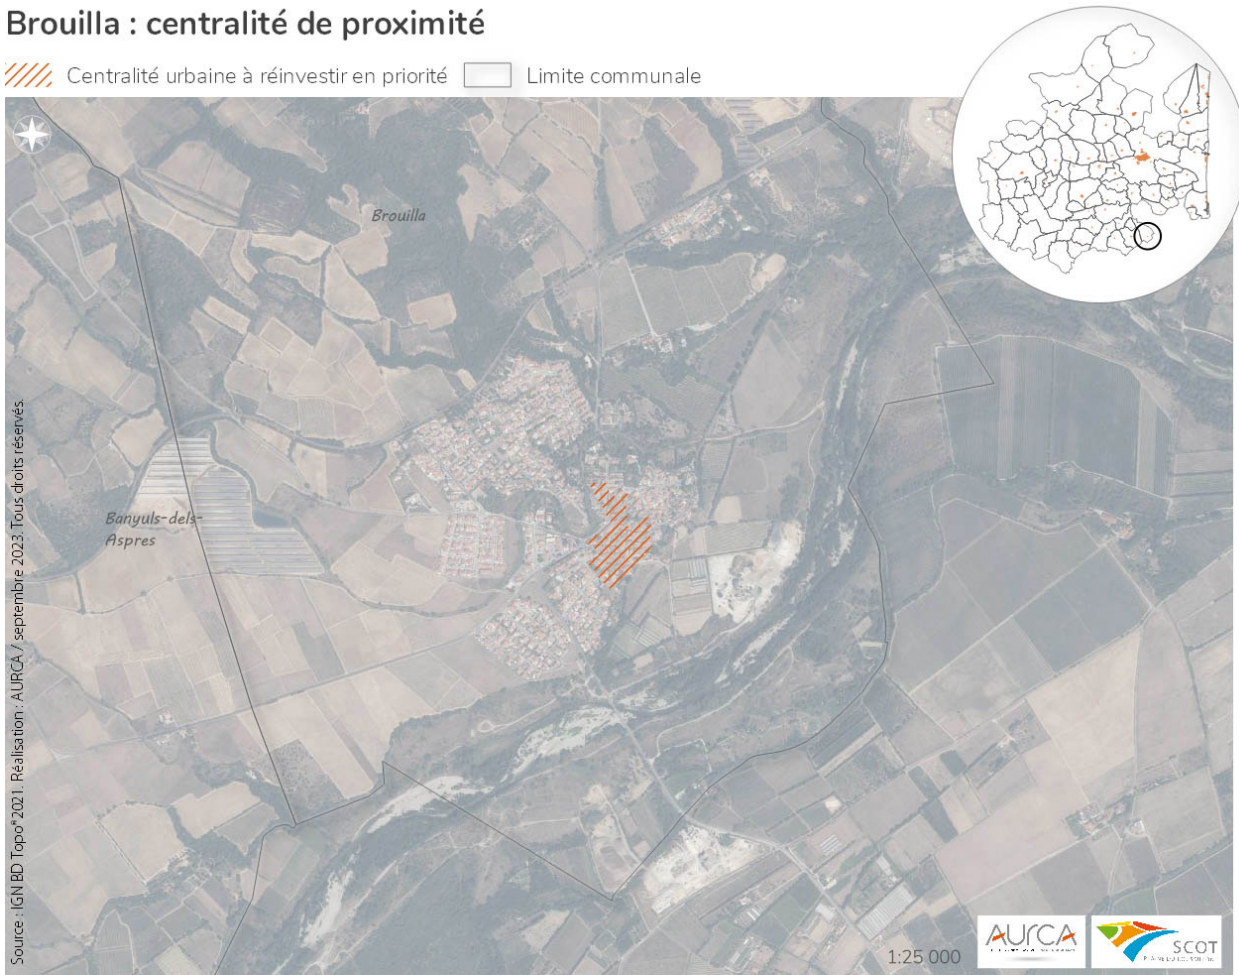 Brouilla : centralité de proximité
Centralité urbaine à réinvestir en priorité
Limite communale
Brouilla
Banyuls-dels-
Aspres
Source : IGN BD Topo®2021. Réalisation : AURCA / septembre 2023. Tous droits réservés.
1:25 000
AURCA
SCOT